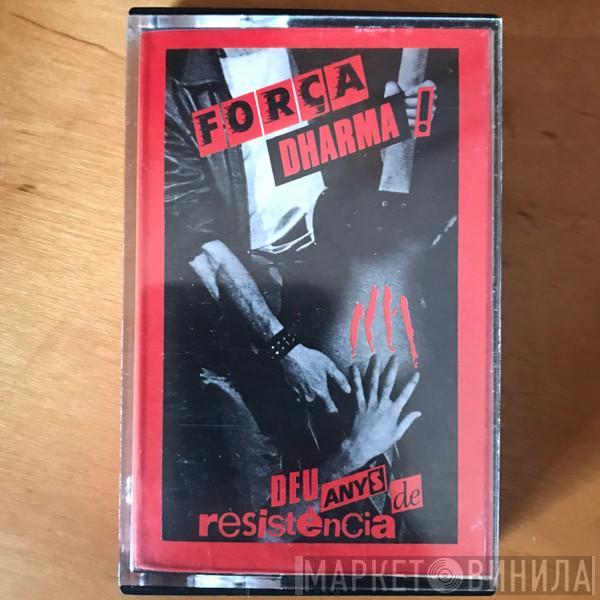 FORÇA
DHARMA!
DEU ANYS de
resistència
МАРКЕТ ВИНИЛА